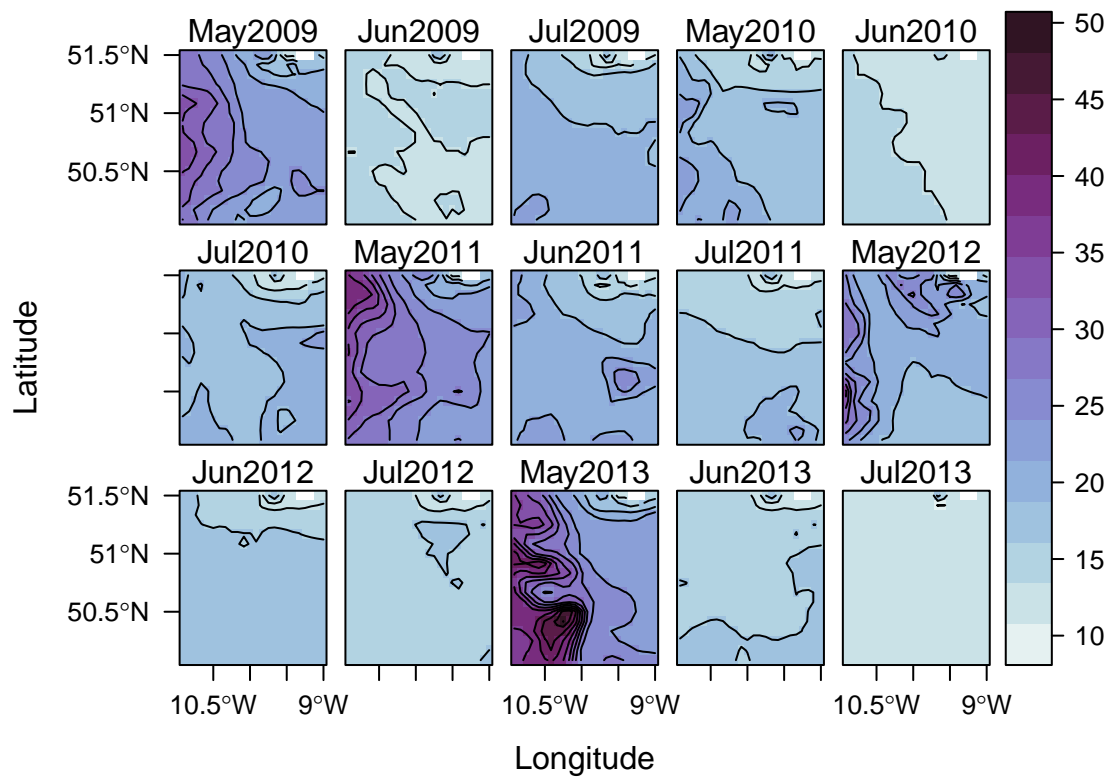 May2009 Jun2009 Jul2009 May2010 Jun2010
Jul2010 May2011 Jun2011 Jul2011 May2012
Jun2012 Jul2012 May2013 Jun2013 Jul2013
51.5°N
51°N
50.5°N
51.5°N
51°N
50.5°N
Latitude
10.5°W 9°W 10.5°W 9°W 10.5°W 9°W
Longitude
50
45
40
35
30
25
20
15
10